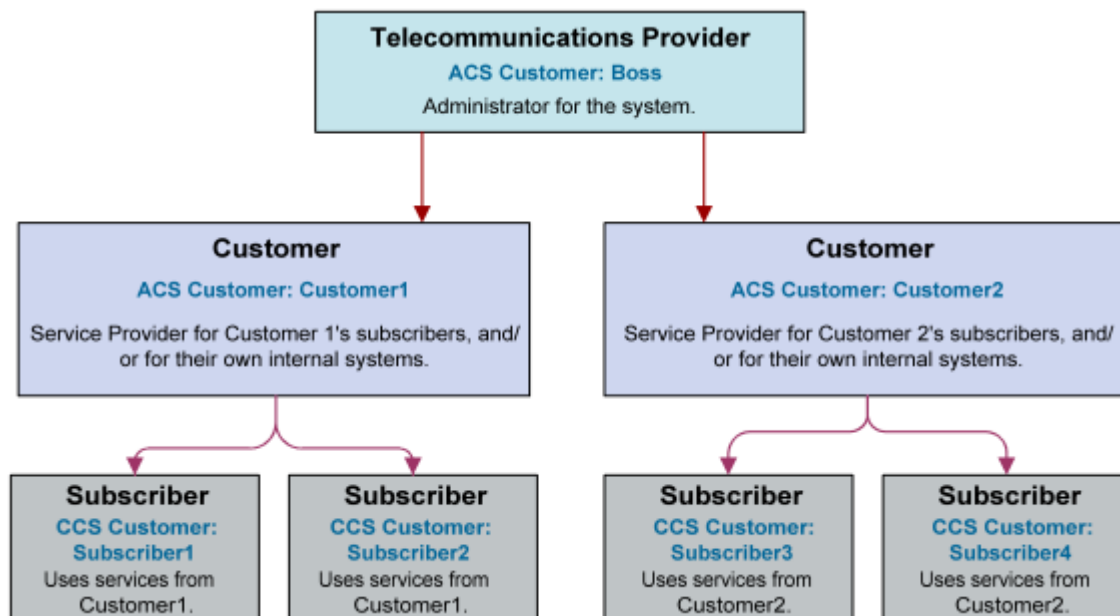 Telecommunications Provider
ACS Customer: Boss
Administrator for the system.
Customer
ACS Customer: Customer1
Service Provider for Customer 1's subscribers, and/
or for their own internal systems.
Customer
ACS Customer: Customer2
Service Provider for Customer 2's subscribers, and/
or for their own internal systems.
Subscriber
CCS Customer:
Subscriber1
Uses services from
Customer1.
Subscriber
CCS Customer:
Subscriber2
Uses services from
Customer1.
Subscriber
CCS Customer:
Subscriber3
Uses services from
Customer2.
Subscriber
CCS Customer:
Subscriber4
Uses services from
Customer2.